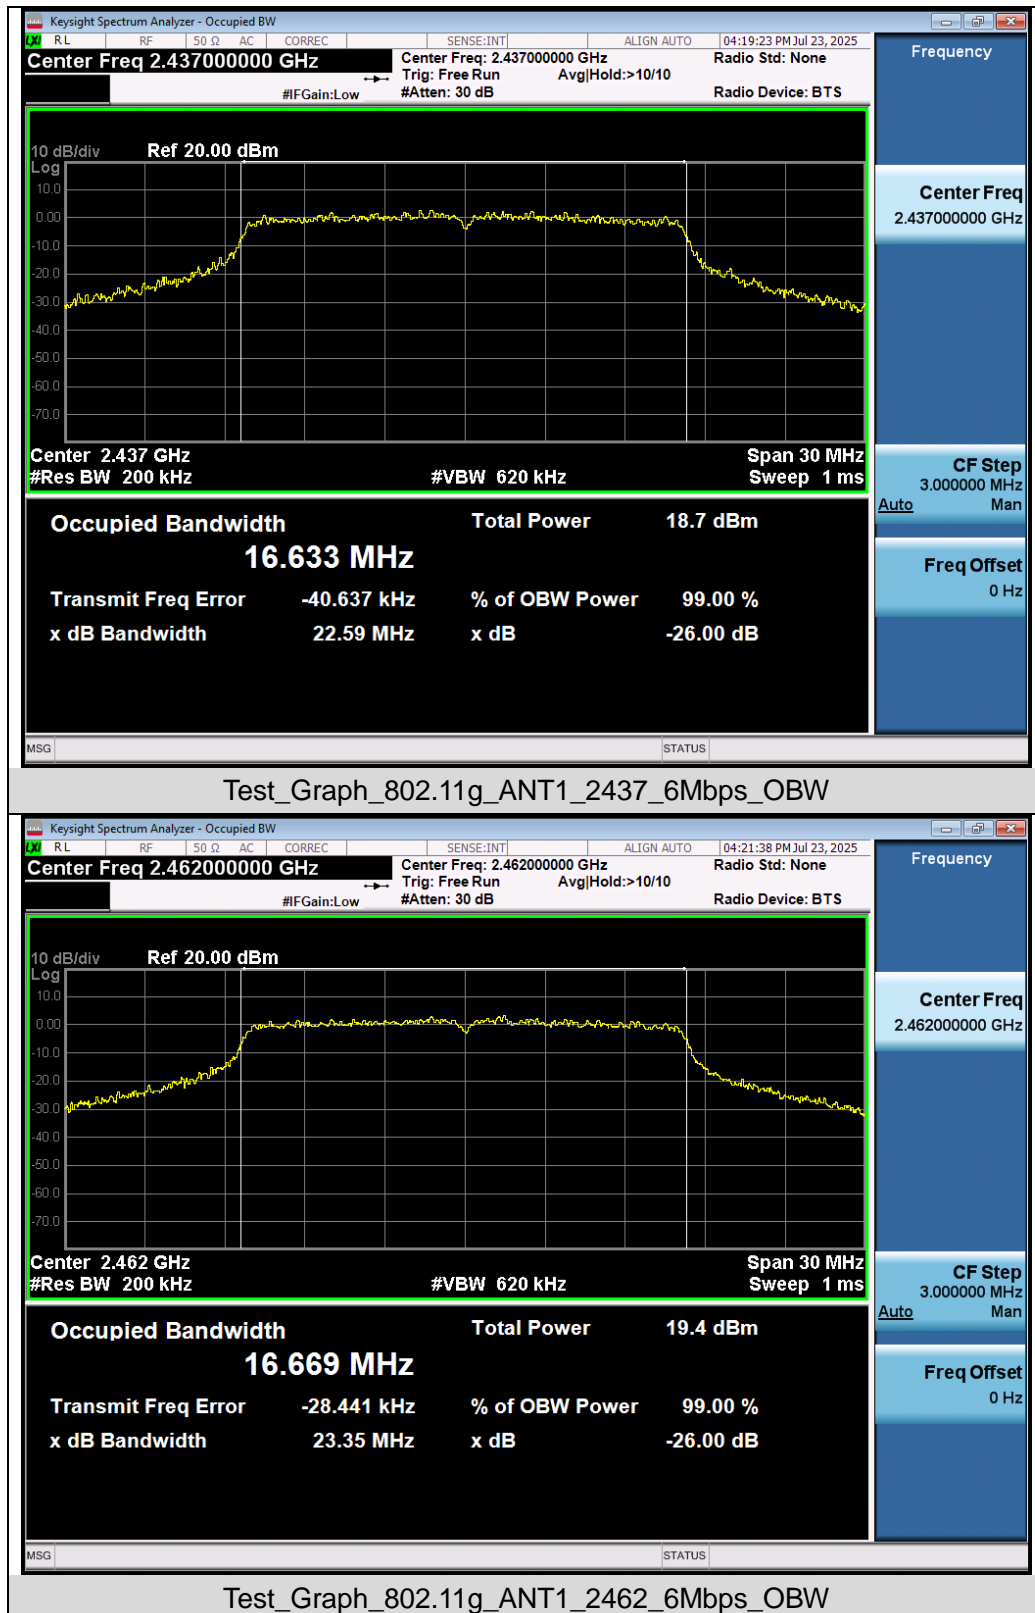 Keysight Spectrum Analyzer - Occupied BW
LXI RL RF 50 Ω AC CORREC SENSE:INT ALIGN AUTO 04:19:23 PM Jul 23, 2025
Center Freq 2.437000000 GHz
Center Freq: 2.437000000 GHz
Radio Std: None
Trig: Free Run Avg|Hold:>10/10
#IFGain:Low #Atten: 30 dB Radio Device: BTS
Frequency
10 dB/div Ref 20.00 dBm
Log
10.0
0.00
-10.0
-20.0
-30.0
-40.0
-50.0
-60.0
-70.0
Center 2.437 GHz Span 30 MHz
#Res BW 200 kHz #VBW 620 kHz Sweep 1 ms
Center Freq
2.437000000 GHz
CF Step
3.000000 MHz
Auto Man
Freq Offset
0 Hz
Occupied Bandwidth Total Power 18.7 dBm
16.633 MHz
Transmit Freq Error -40.637 kHz % of OBW Power 99.00 %
x dB Bandwidth 22.59 MHz x dB -26.00 dB
MSG STATUS
Test_Graph_802.11g_ANT1_2437_6Mbps_OBW
Keysight Spectrum Analyzer - Occupied BW
LXI RL RF 50 Ω AC CORREC SENSE:INT ALIGN AUTO 04:21:38 PM Jul 23, 2025
Center Freq 2.462000000 GHz
Center Freq: 2.462000000 GHz
Radio Std: None
Trig: Free Run Avg|Hold:>10/10
#IFGain:Low #Atten: 30 dB Radio Device: BTS
Frequency
10 dB/div Ref 20.00 dBm
Log
10.0
0.00
-10.0
-20.0
-30.0
-40.0
-50.0
-60.0
-70.0
Center 2.462 GHz Span 30 MHz
#Res BW 200 kHz #VBW 620 kHz Sweep 1 ms
Center Freq
2.462000000 GHz
CF Step
3.000000 MHz
Auto Man
Freq Offset
0 Hz
Occupied Bandwidth Total Power 19.4 dBm
16.669 MHz
Transmit Freq Error -28.441 kHz % of OBW Power 99.00 %
x dB Bandwidth 23.35 MHz x dB -26.00 dB
MSG STATUS
Test_Graph_802.11g_ANT1_2462_6Mbps_OBW